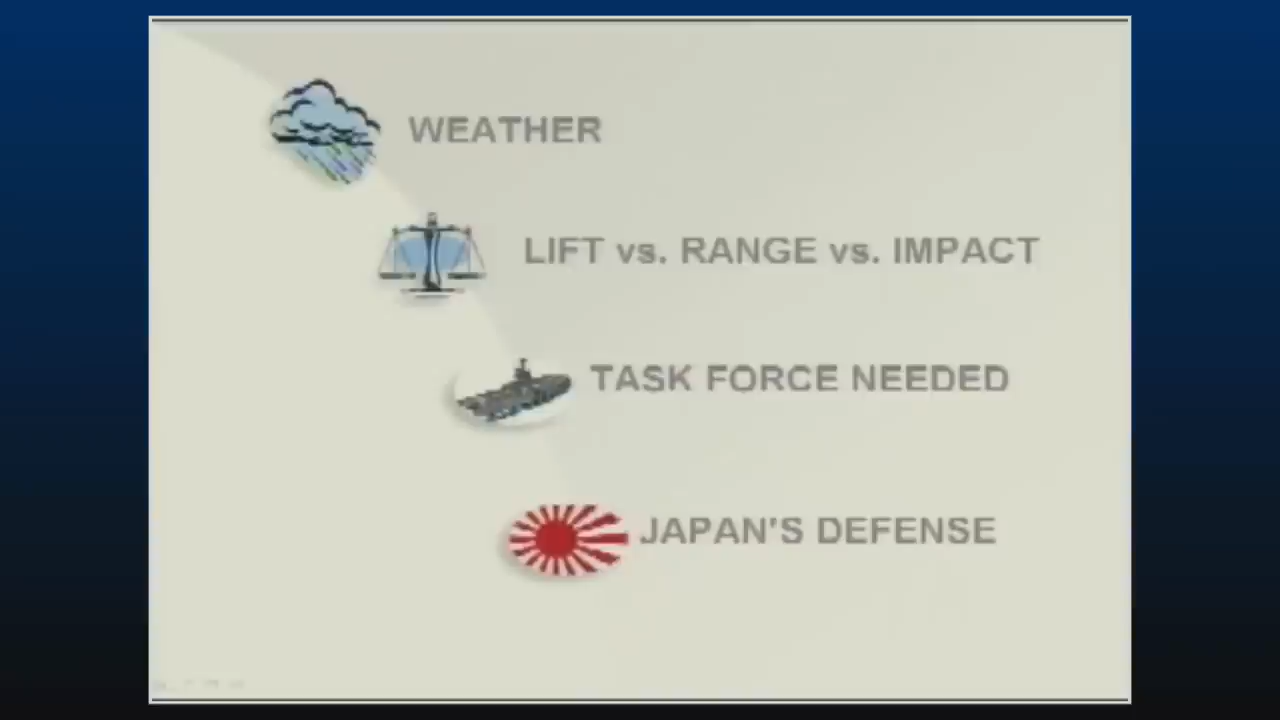 WEATHER
LIFT vs. RANGE vs. IMPACT
TASK FORCE NEEDED
JAPAN'S DEFENSE